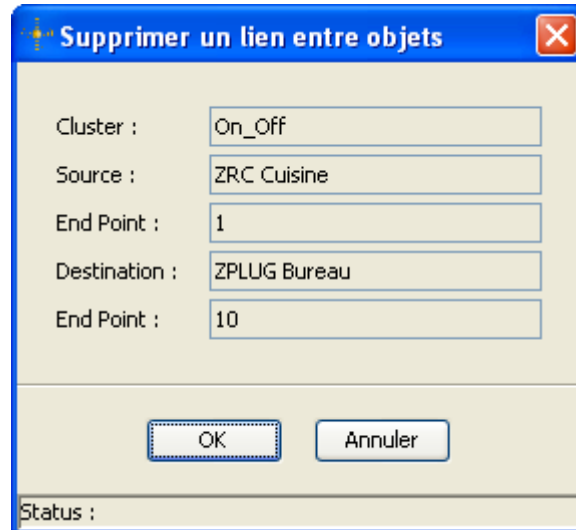 Supprimer un lien entre objets
Cluster : On_Off
Source : ZRC Cuisine
End Point : 1
Destination : ZPLUG Bureau
End Point : 10
OK Annuler
Status :